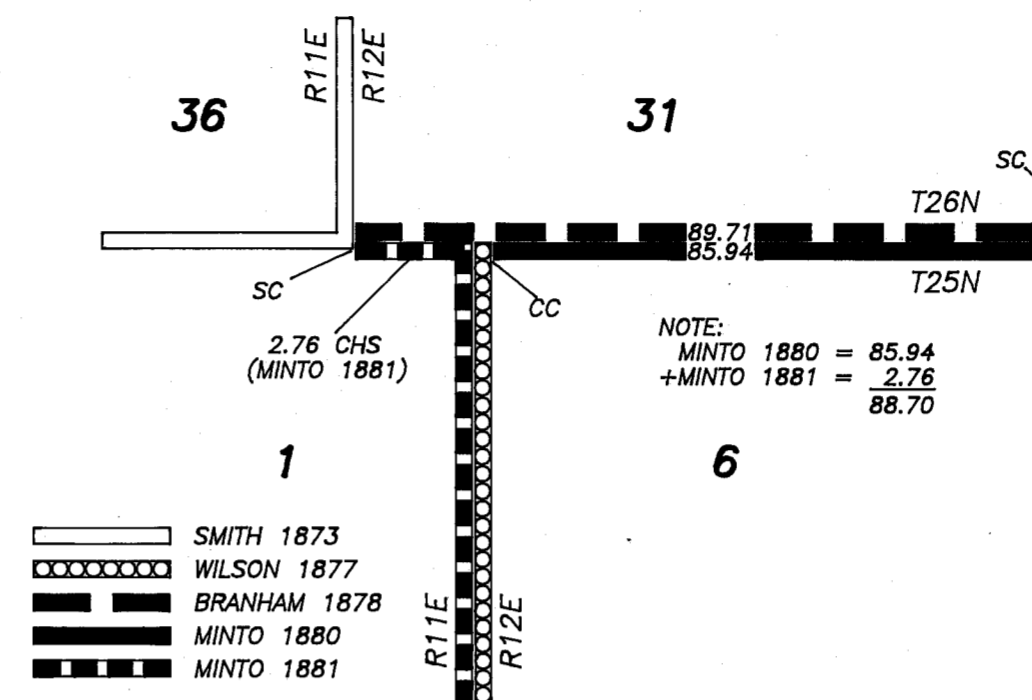 R11E
R12E
36
31
SC
T26N
89.71
85.94
T25N
SC
CC
2.76 CHS
(MINTO 1881)
NOTE:
MINTO 1880 = 85.94
+MINTO 1881 = 2.76
88.70
1
6
SMITH 1873
WILSON 1877
BRANHAM 1878
MINTO 1880
MINTO 1881
R11E
R12E